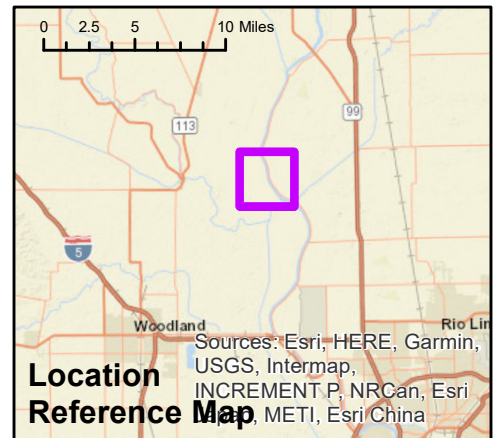 0 2.5 5 10 Miles
113
99
5
Woodland
Rio Lin
Sources: Esri, HERE, Garmin,
USGS, Intermap,
INCREMENT P, NRCan, Esri
METI, Esri China
Location
Reference Map